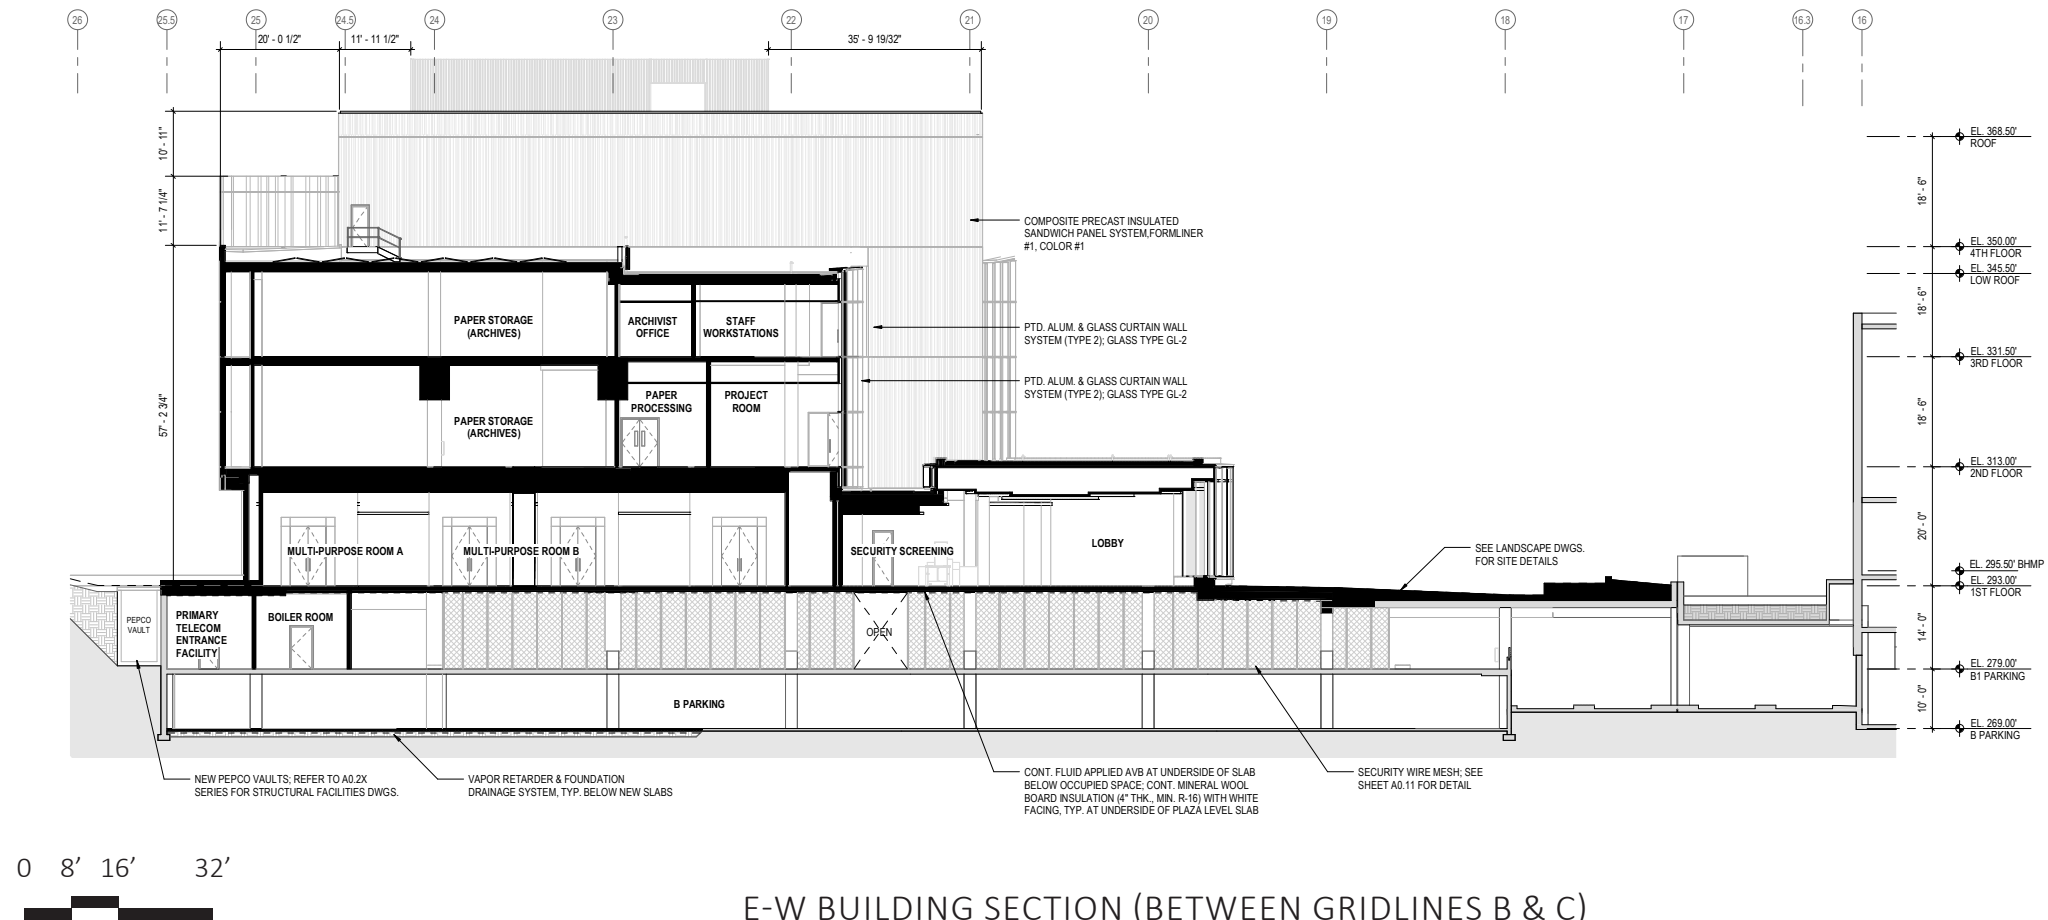 26 25.5 25 24.5 24 23 22 21 20 19 18 17 16.3 16
20' - 0 1/2" 11' - 11 1/2" 35' - 9 19/32"
10' - 11"
11' - 7 1/4"
57' - 2 3/4"
EL. 368.50'
ROOF
18' - 6"
COMPOSITE PRECAST INSULATED
SANDWICH PANEL SYSTEM,FORMLINER
#1, COLOR #1
EL. 350.00'
4TH FLOOR
EL. 345.50'
LOW ROOF
18' - 6"
PAPER STORAGE
(ARCHIVES)
ARCHIVIST
OFFICE
STAFF
WORKSTATIONS
PTD. ALUM. & GLASS CURTAIN WALL
SYSTEM (TYPE 2); GLASS TYPE GL-2
EL. 331.50'
3RD FLOOR
PTD. ALUM. & GLASS CURTAIN WALL
SYSTEM (TYPE 2); GLASS TYPE GL-2
18' - 6"
PAPER STORAGE
(ARCHIVES)
PAPER
PROCESSING
PROJECT
ROOM
EL. 313.00'
2ND FLOOR
20' - 0"
MULTI-PURPOSE ROOM A
MULTI-PURPOSE ROOM B
SECURITY SCREENING
LOBBY
SEE LANDSCAPE DWGS.
FOR SITE DETAILS
EL. 295.50' BHMP
EL. 293.00'
1ST FLOOR
14' - 0"
PEPCO
VAULT
PRIMARY
TELECOM
ENTRANCE
FACILITY
BOILER ROOM
OPEN
EL. 279.00'
B1 PARKING
10' - 0"
B PARKING
EL. 269.00'
B PARKING
NEW PEPCO VAULTS; REFER TO A0.2X
SERIES FOR STRUCTURAL FACILITIES DWGS.
VAPOR RETARDER & FOUNDATION
DRAINAGE SYSTEM, TYP. BELOW NEW SLABS
CONT. FLUID APPLIED AVB AT UNDERSIDE OF SLAB
BELOW OCCUPIED SPACE; CONT. MINERAL WOOL
BOARD INSULATION (4" THK., MIN. R-16) WITH WHITE
FACING, TYP. AT UNDERSIDE OF PLAZA LEVEL SLAB
SECURITY WIRE MESH; SEE
SHEET A0.11 FOR DETAIL
0 8’ 16’ 32’
E-W BUILDING SECTION (BETWEEN GRIDLINES B & C)